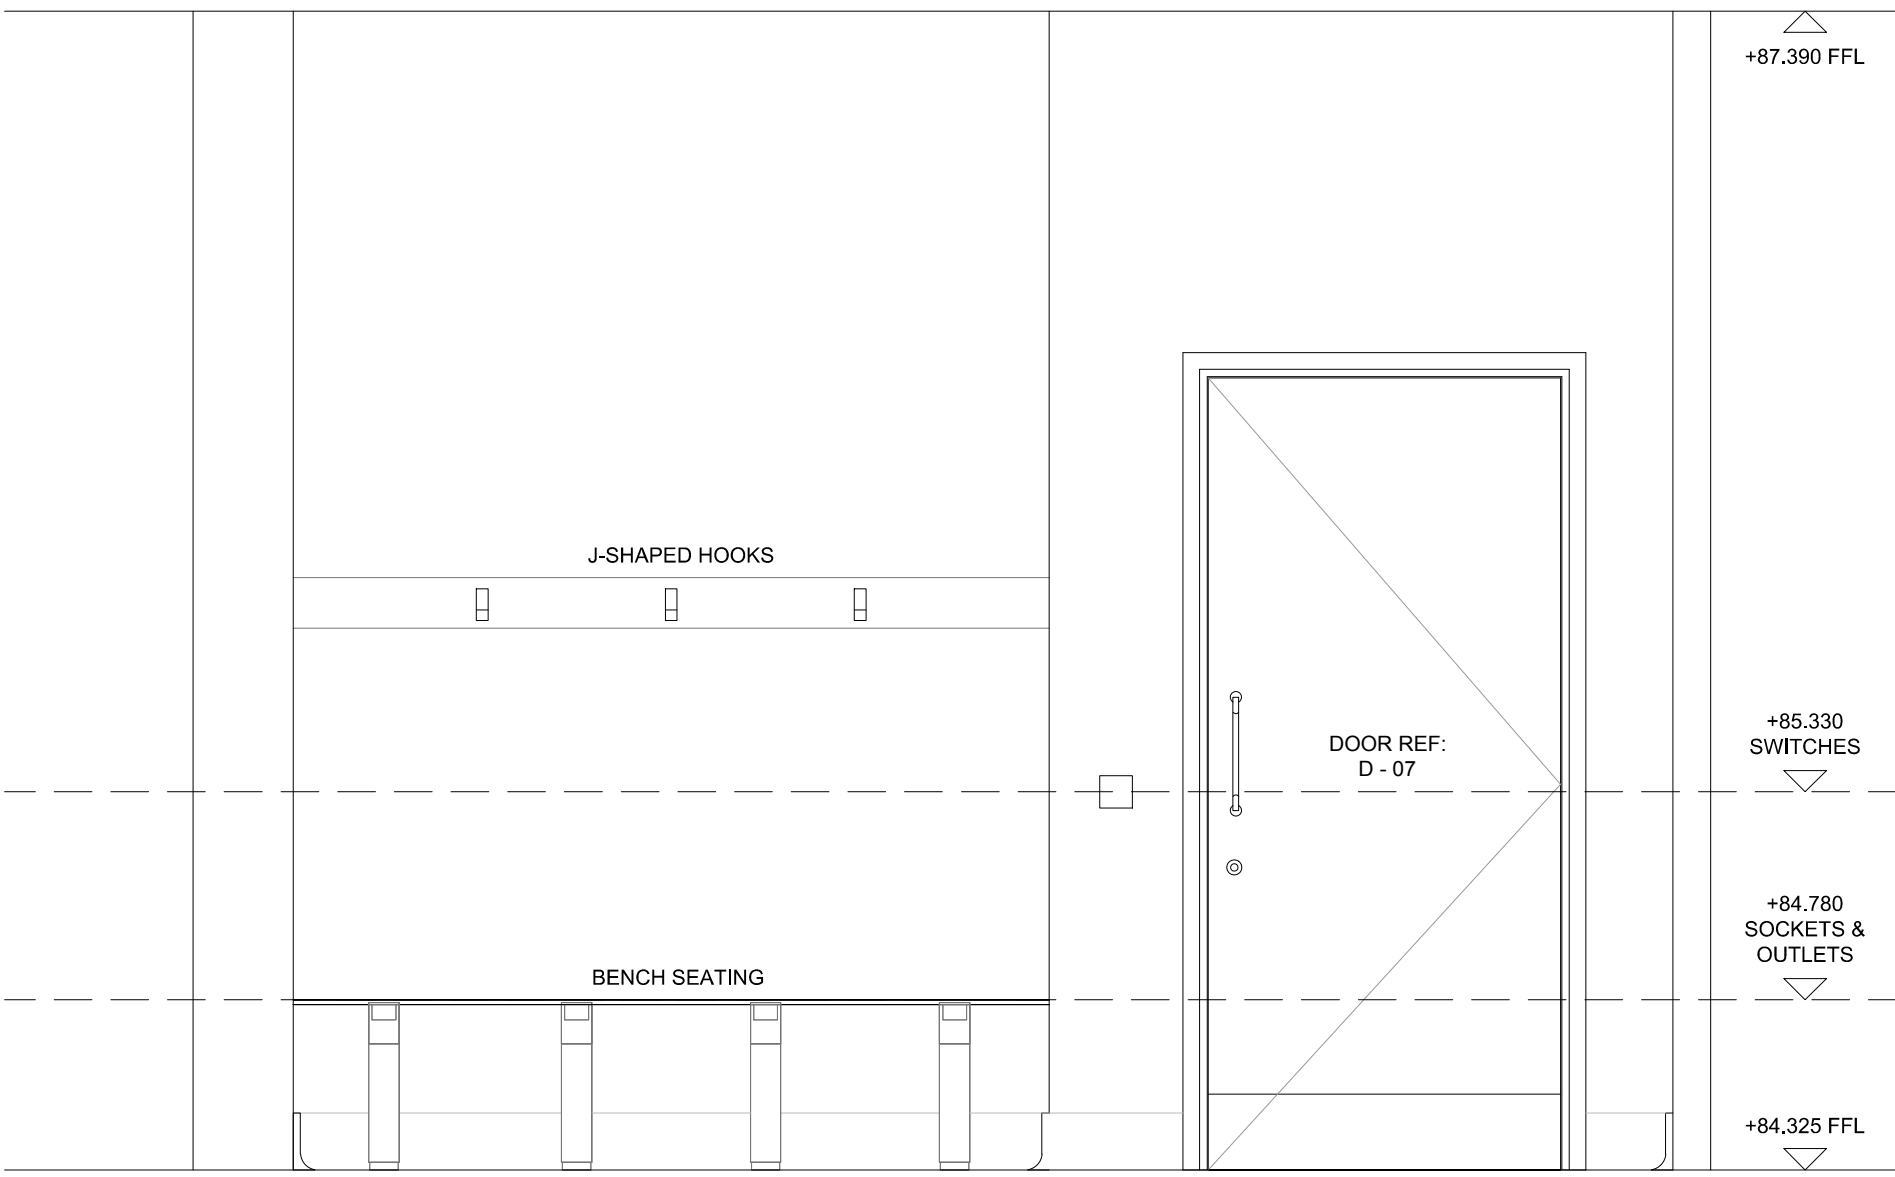 +87.390 FFL
J-SHAPED HOOKS
+85.330
SWITCHES
DOOR REF:
D - 07
+84.780
SOCKETS &
OUTLETS
BENCH SEATING
+84.325 FFL